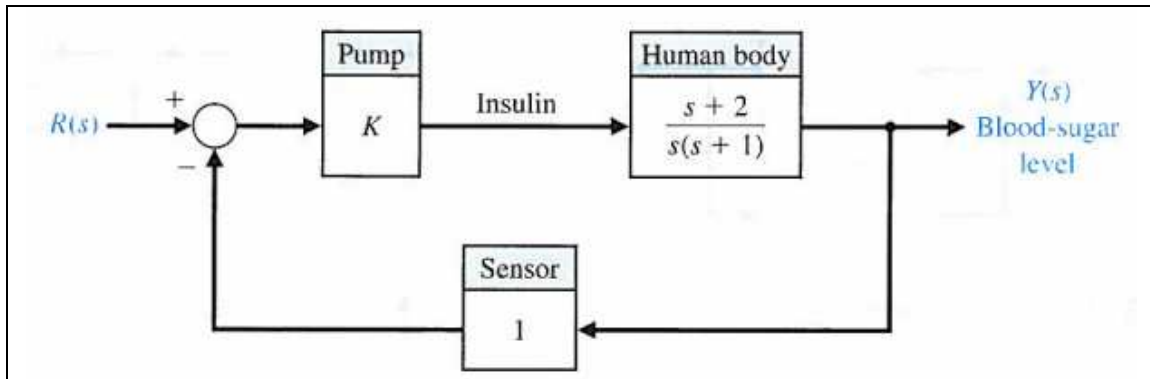 Pump
Human body
K
Insulin
s + 2
s(s + 1)
R(s)
+
−
Y(s)
Blood-sugar
level
Sensor
1